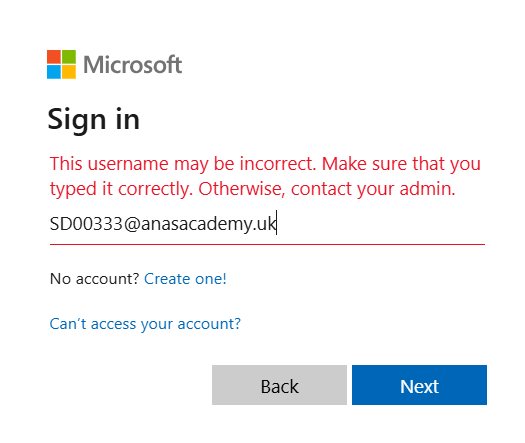 Microsoft
Sign in
This username may be incorrect. Make sure that you
typed it correctly. Otherwise, contact your admin.
SD00333@anasacademy.uk
No account? Create one!
Can't access your account?
Back
Next